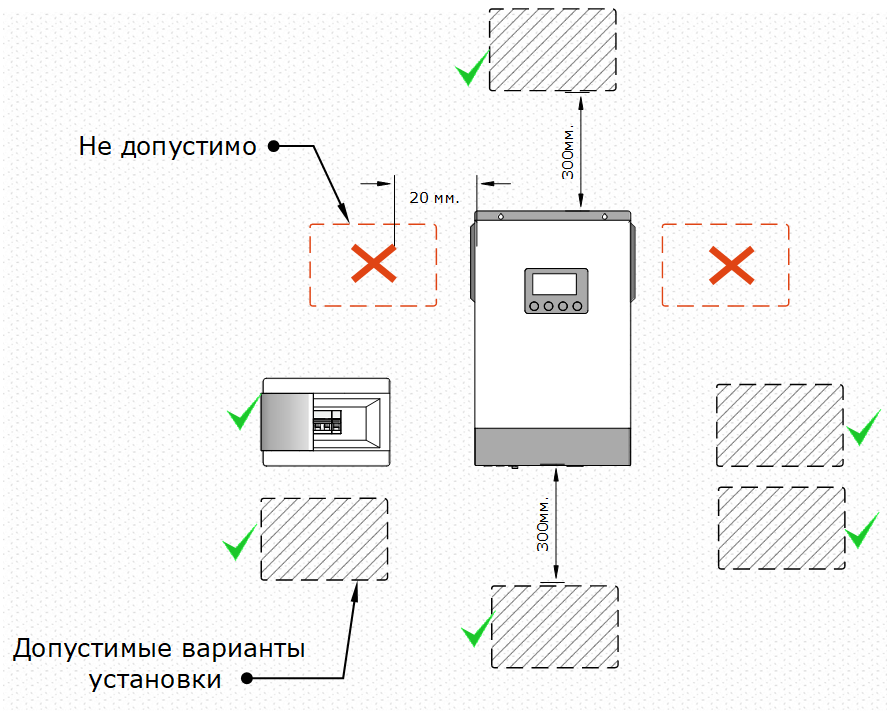 300мм.
Не допустимо
20 мм.
300мм.
Допустимые варианты
установки